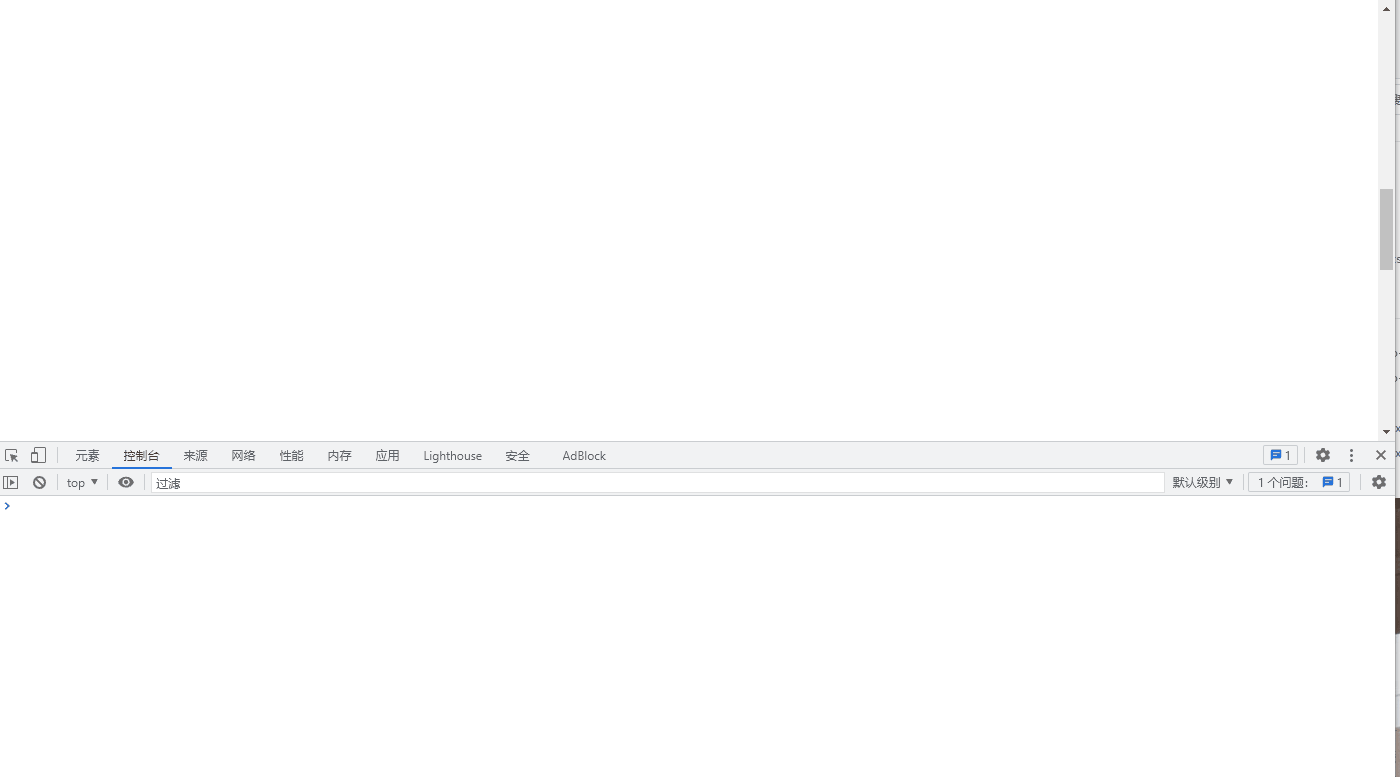 元素 控制台 来源 网络 性能 内存 应用 Lighthouse 安全 AdBlock 1
top 过滤 默认级别 1 个问题: 1